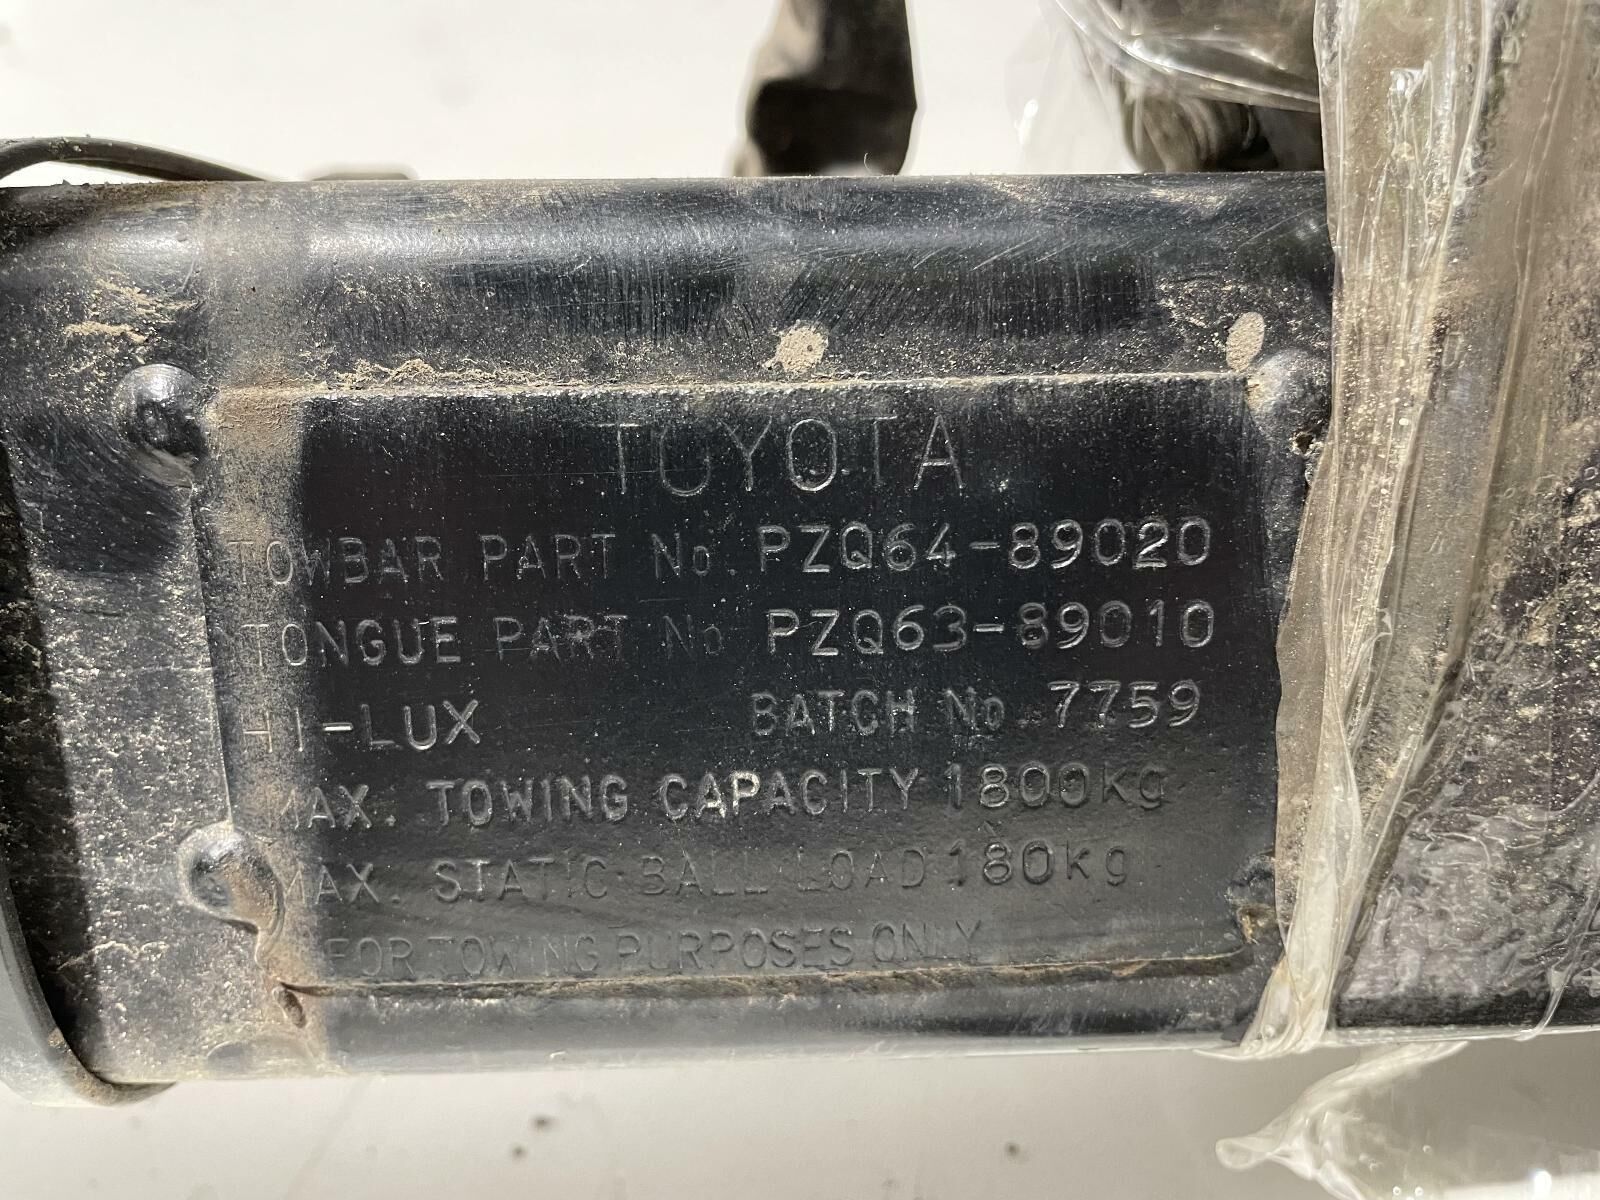 TOYOTA
TOWBAR PART No. PZQ64-89020
TONGUE PART No PZQ63-89010
HI-LUX BATCH No. 7759
MAX. TOWING CAPACITY 1800kg
MAX. STATIC BALL LOAD 180kg
FOR TOWING PURPOSES ONLY